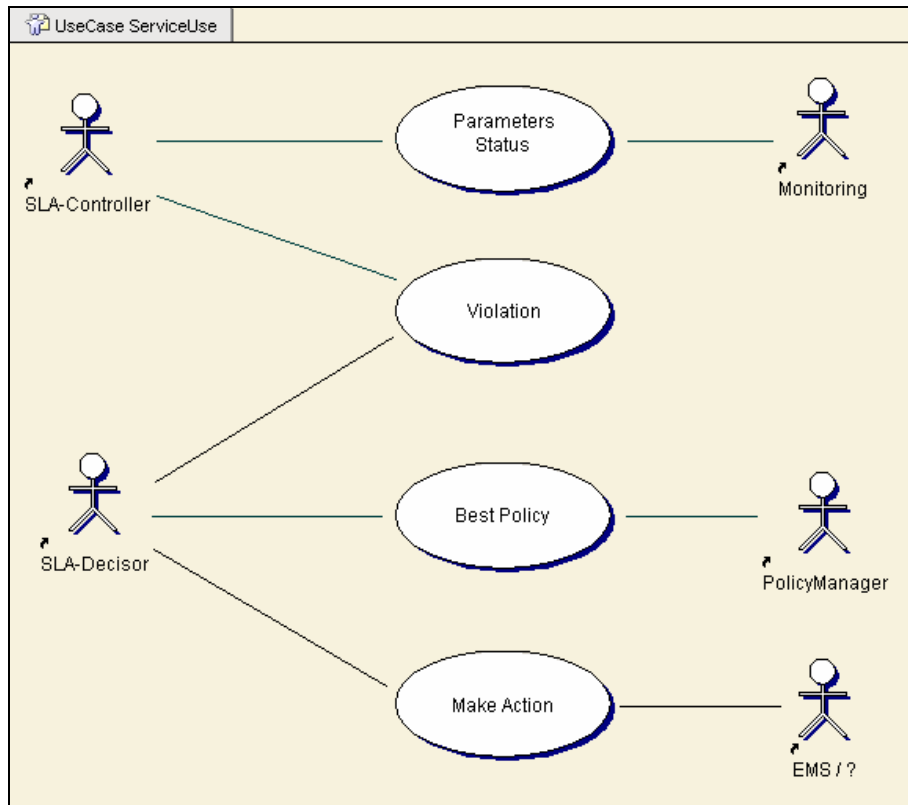 UseCase ServiceUse
Parameters
Status
SLA-Controller
Monitoring
Violation
Best Policy
SLA-Decisor
PolicyManager
Make Action
EMS / ?